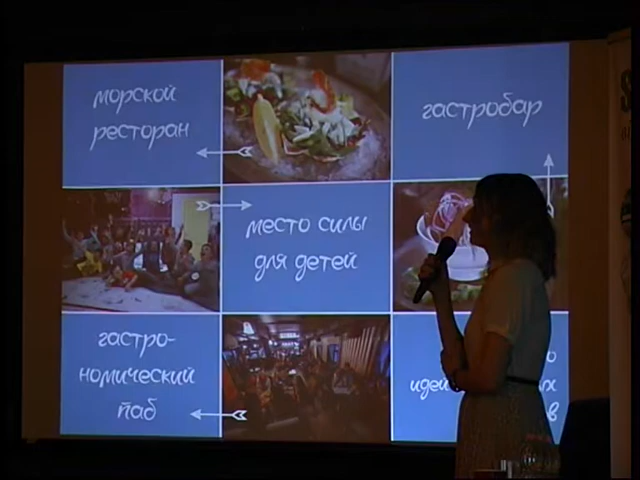 морской
ресторан
гастробар
место силы
для детей
гастро-
номический
паб